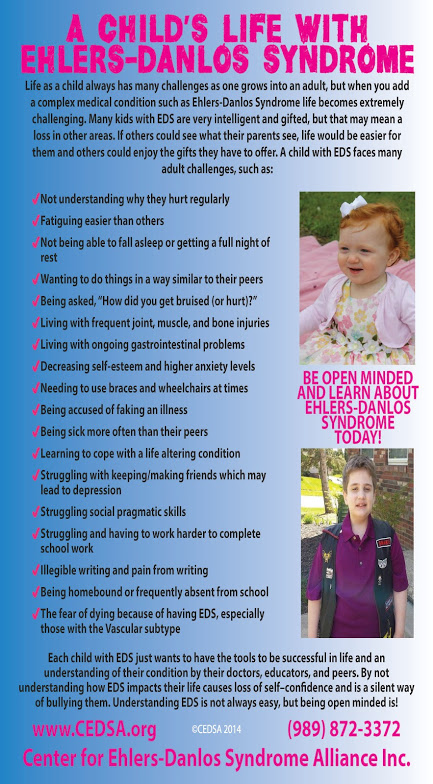 A CHILD'S LIFE WITH
EHLERS-DANLOS SYNDROME
Life as a child always has many challenges as one grows into an adult, but when you add
a complex medical condition such as Ehlers-Danlos Syndrome life becomes extremely
challenging. Many kids with EDS are very intelligent and gifted, but that may mean a
loss in other areas. If others could see what their parents see, life would be easier for
them and others could enjoy the gifts they have to offer. A child with EDS faces many
adult challenges, such as:
✓Not understanding why they hurt regularly
✓Fatiguing easier than others
✓Not being able to fall asleep or getting a full night of
rest
✓Wanting to do things in a way similar to their peers
✓Being asked, "How did you get bruised (or hurt)?"
✓Living with frequent joint, muscle, and bone injuries
✓Living with ongoing gastrointestinal problems
✓Decreasing self-esteem and higher anxiety levels
✓Needing to use braces and wheelchairs at times
✓Being accused of faking an illness
✓Being sick more often than their peers
✓Learning to cope with a life altering condition
✓Struggling with keeping/making friends which may
lead to depression
✓Struggling social pragmatic skills
✓Struggling and having to work harder to complete
school work
✓Illegible writing and pain from writing
✓Being homebound or frequently absent from school
✓The fear of dying because of having EDS, especially
those with the Vascular subtype
BE OPEN MINDED
AND LEARN ABOUT
EHLERS-DANLOS
SYNDROME
TODAY!
Each child with EDS just wants to have the tools to be successful in life and an
understanding of their condition by their doctors, educators, and peers. By not
understanding how EDS impacts their life causes loss of self–confidence and is a silent way
of bullying them. Understanding EDS is not always easy, but being open minded is!
www.CEDSA.org
©CEDSA 2014
(989) 872-3372
Center for Ehlers-Danlos Syndrome Alliance Inc.